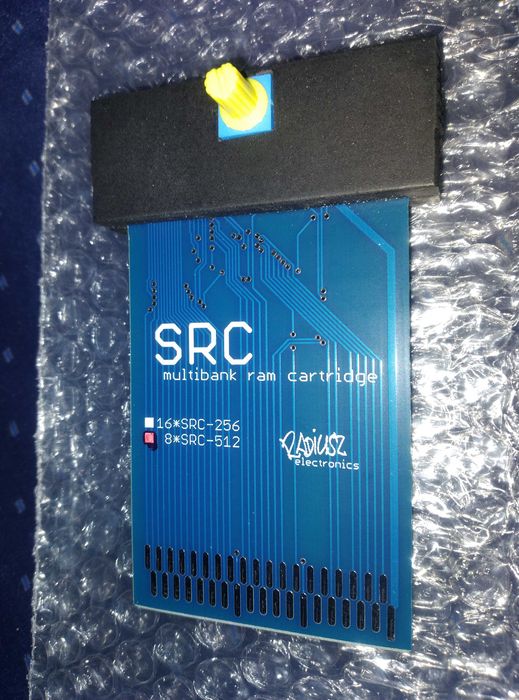 SRC
multibank ram cartridge
16*SRC-256
8*SRC-512
RADIUSZ
electronics